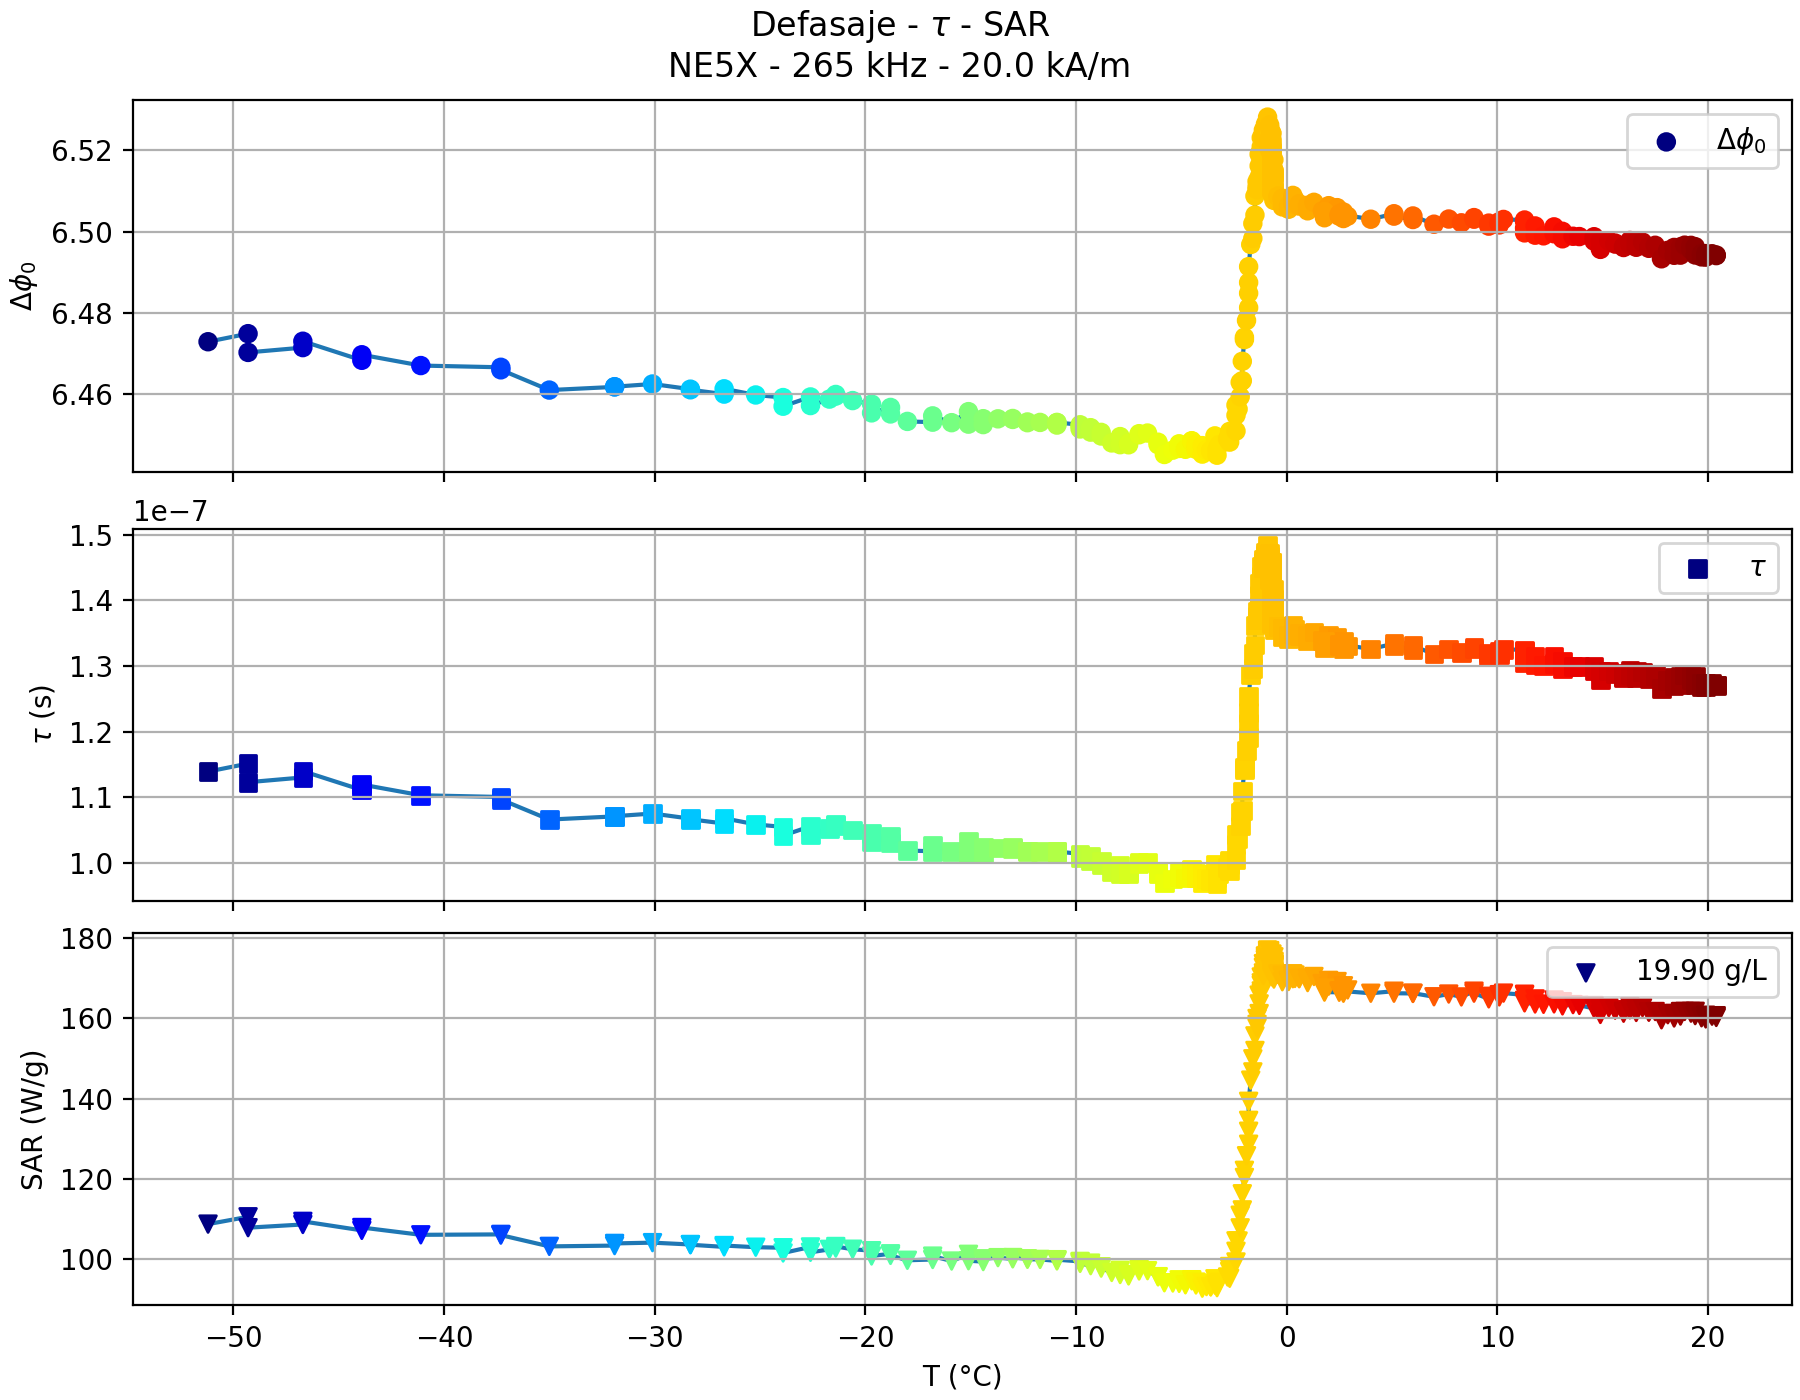 Defasaje - τ - SAR
NE5X - 265 kHz - 20.0 kA/m
Δϕ₀
6.52
6.50
6.48
6.46
Δϕ₀
1e−7
τ
1.5
1.4
1.3
1.2
1.1
1.0
τ (s)
19.90 g/L
180
160
140
120
100
SAR (W/g)
−50 −40 −30 −20 −10 0 10 20
T (°C)